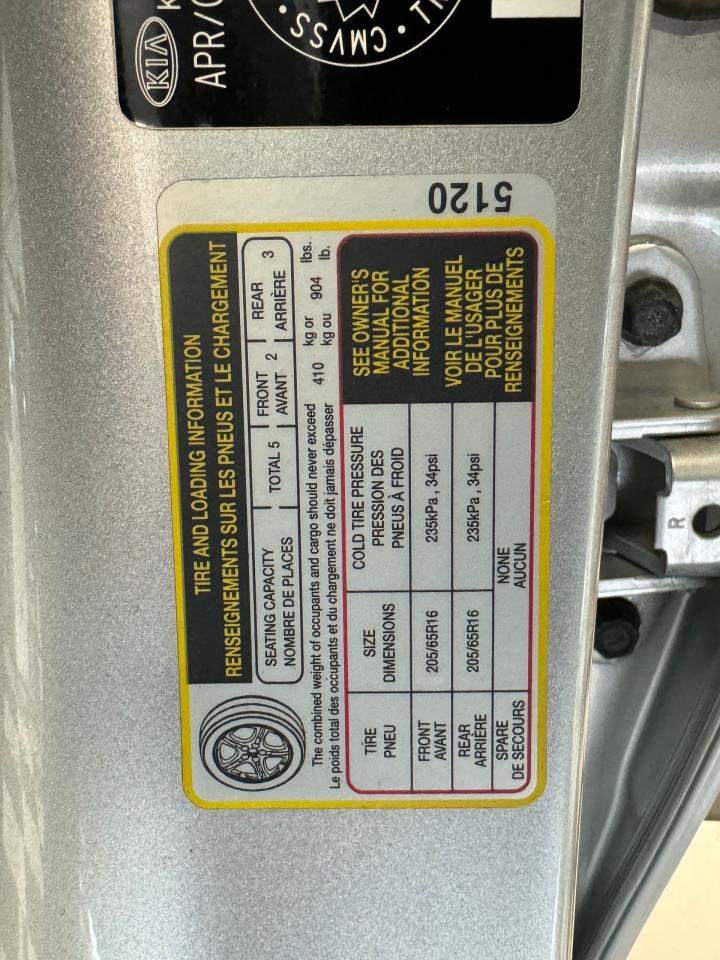 KIA
APR/
CMVSS
5120
TIRE AND LOADING INFORMATION
RENSEIGNEMENTS SUR LES PNEUS ET LE CHARGEMENT
SEATING CAPACITY TOTAL 5 FRONT 2 REAR 3
NOMBRE DE PLACES AVANT ARRIÈRE
The combined weight of occupants and cargo should never exceed 410 kg or 904 lbs.
Le poids total des occupants et du chargement ne doit jamais dépasser kg ou lb.
TIRE
PNEU
SIZE
DIMENSIONS
COLD TIRE PRESSURE
PRESSION DES
PNEUS À FROID
FRONT
AVANT
205/65R16
235kPa , 34psi
REAR
ARRIÈRE
205/65R16
235kPa , 34psi
SPARE
DE SECOURS
NONE
AUCUN
SEE OWNER'S
MANUAL FOR
ADDITIONAL
INFORMATION
VOIR LE MANUEL
DE L'USAGER
POUR PLUS DE
RENSEIGNEMENTS
R